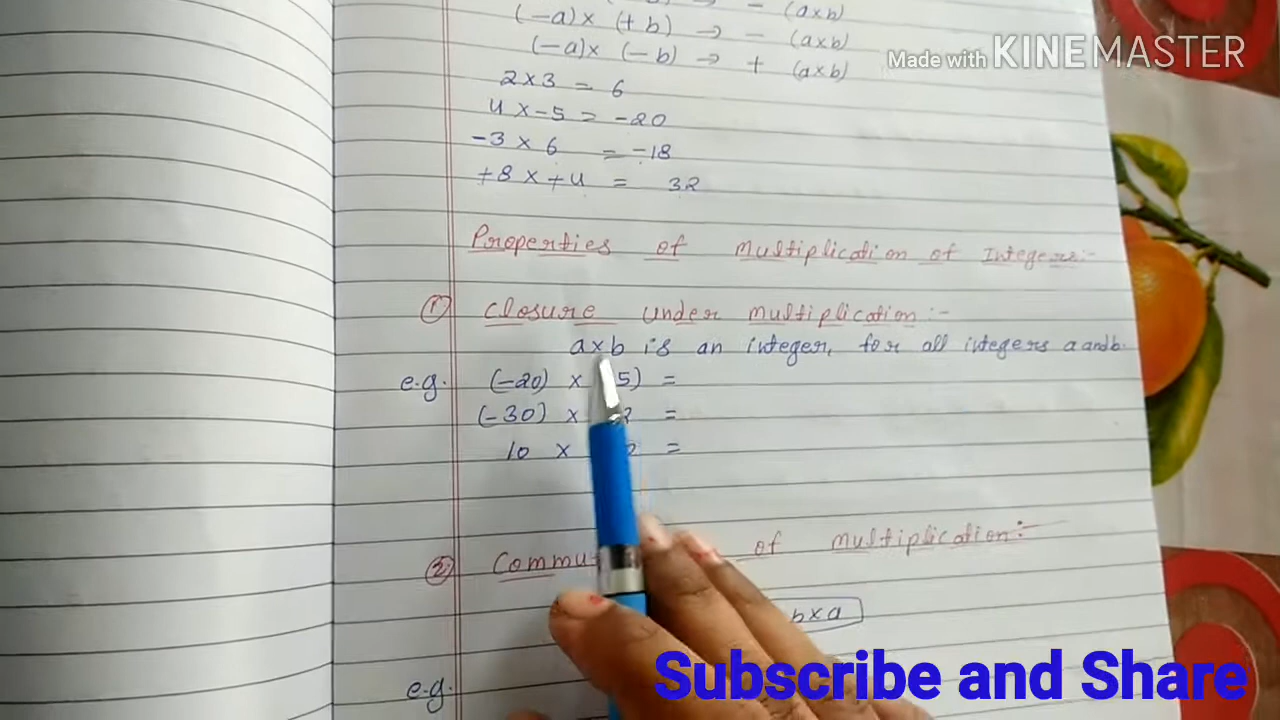 - (a×b)
(-a)× (+b) → - (a×b)
(-a)× (-b) → + (a×b)
Made with KINEMASTER
2×3 = 6
4×-5 = -20
-3 × 6 = -18
+8 × +4 = 32
Properties of Multiplication of Integers:-
① Closure under multiplication :-
a×b is an integer, for all integers a and b.
e.g. (-20) × 5) =
(-30) × =
10 × =
② of multiplication :-
b×a
e.g.
Subscribe and Share